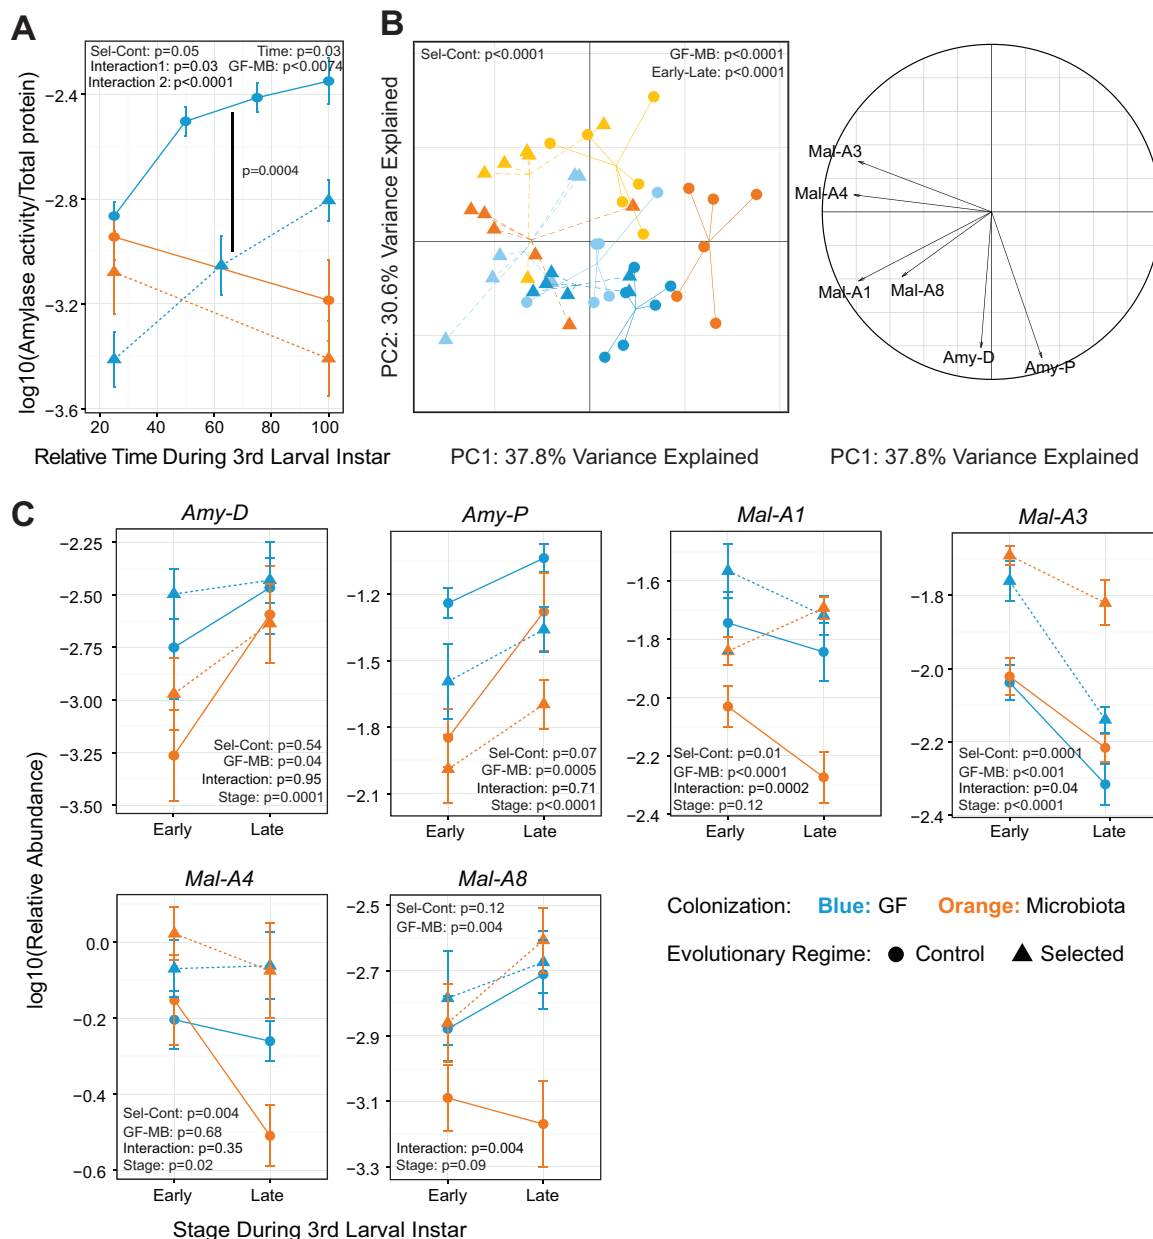 A
Sel-Cont: p=0.05
Time: p=0.03
Interaction1: p=0.03
GF-MB: p<0.0074
Interaction 2: p<0.0001
p=0.0004
log10(Amylase activity/Total protein)
−2.4
−2.8
−3.2
−3.6
20 40 60 80 100
Relative Time During 3rd Larval Instar
B
Sel-Cont: p<0.0001
GF-MB: p<0.0001
Early-Late: p<0.0001
PC2: 30.6% Variance Explained
PC1: 37.8% Variance Explained
Mal-A3
Mal-A4
Mal-A1
Mal-A8
Amy-D
Amy-P
PC1: 37.8% Variance Explained
C
log10(Relative Abundance)
Amy-D
−2.25
−2.50
−2.75
−3.00
−3.25
−3.50
Sel-Cont: p=0.54
GF-MB: p=0.04
Interaction: p=0.95
Stage: p=0.0001
Early Late
Amy-P
−1.2
−1.5
−1.8
−2.1
Sel-Cont: p=0.07
GF-MB: p=0.0005
Interaction: p=0.71
Stage: p<0.0001
Early Late
Mal-A1
−1.6
−1.8
−2.0
−2.2
−2.4
Sel-Cont: p=0.01
GF-MB: p<0.0001
Interaction: p=0.0002
Stage: p=0.12
Early Late
Mal-A3
−1.8
−2.0
−2.2
−2.4
Sel-Cont: p=0.0001
GF-MB: p<0.001
Interaction: p=0.04
Stage: p<0.0001
Early Late
Mal-A4
0.0
−0.2
−0.4
−0.6
Sel-Cont: p=0.004
GF-MB: p=0.68
Interaction: p=0.35
Stage: p=0.02
Early Late
Mal-A8
−2.5
−2.7
−2.9
−3.1
−3.3
Sel-Cont: p=0.12
GF-MB: p=0.004
Interaction: p=0.004
Stage: p=0.09
Early Late
Stage During 3rd Larval Instar
Colonization: Blue: GF Orange: Microbiota
Evolutionary Regime: Control Selected